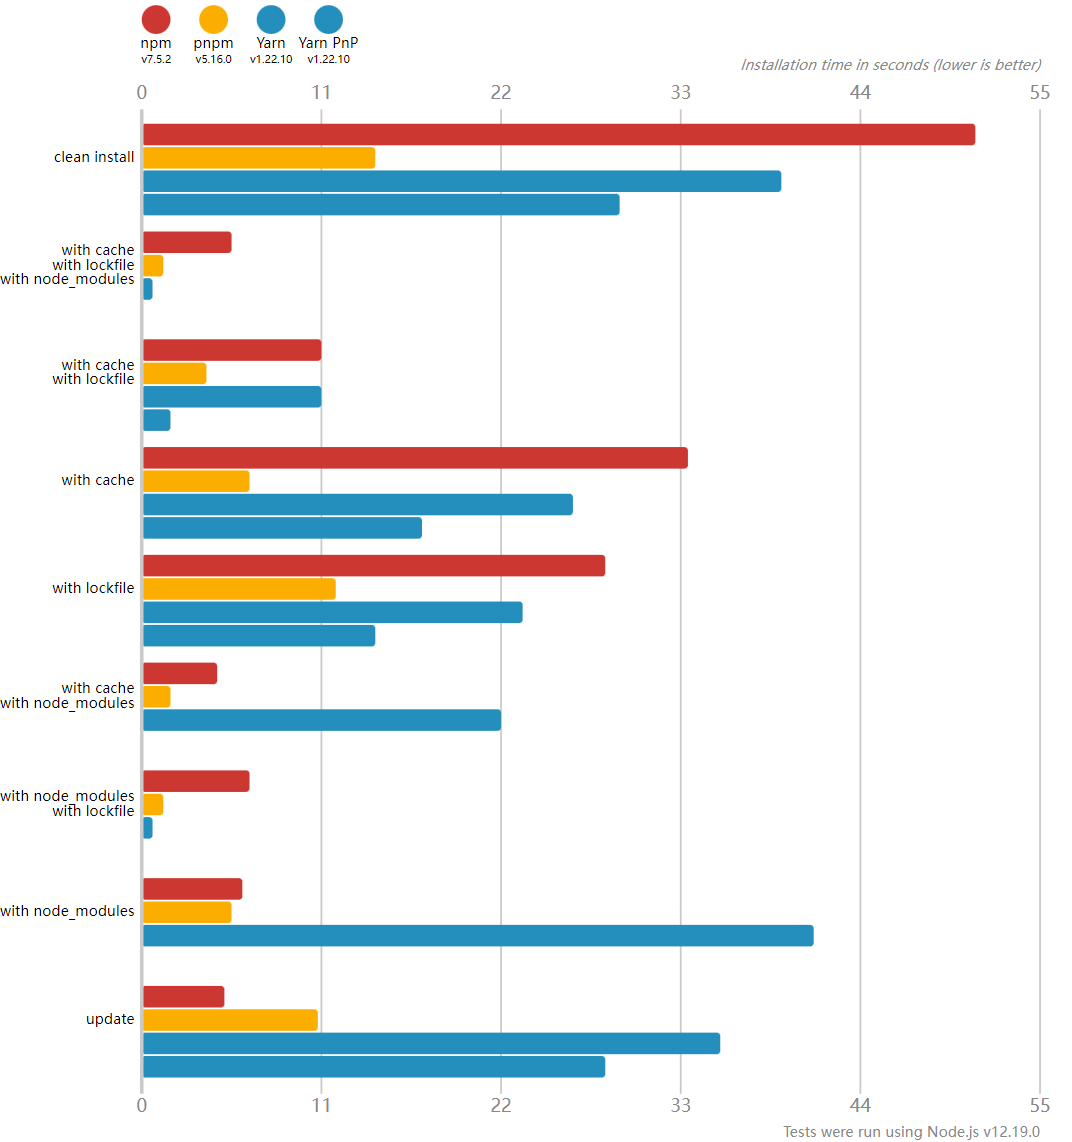 npm
v7.5.2
pnpm
v5.16.0
Yarn
v1.22.10
Yarn PnP
v1.22.10
Installation time in seconds (lower is better)
0 11 22 33 44 55
clean install
with cache
with lockfile
with node_modules
with cache
with lockfile
with cache
with lockfile
with cache
with node_modules
with node_modules
with lockfile
with node_modules
update
0 11 22 33 44 55
Tests were run using Node.js v12.19.0